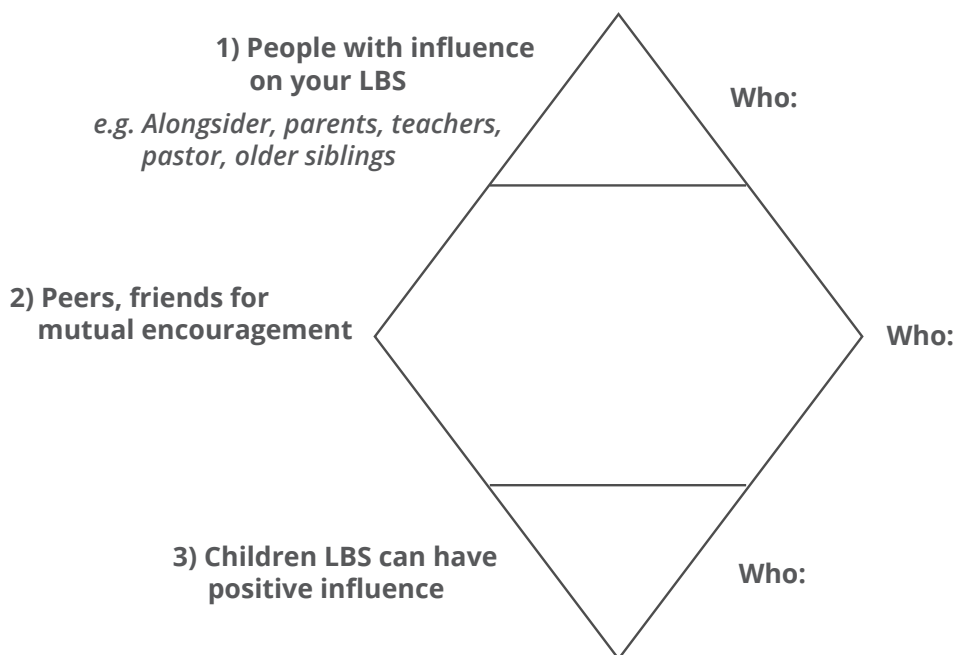 1) People with influence
on your LBS
e.g. Alongsider, parents, teachers,
pastor, older siblings
Who:
2) Peers, friends for
mutual encouragement
Who:
3) Children LBS can have
positive influence
Who: